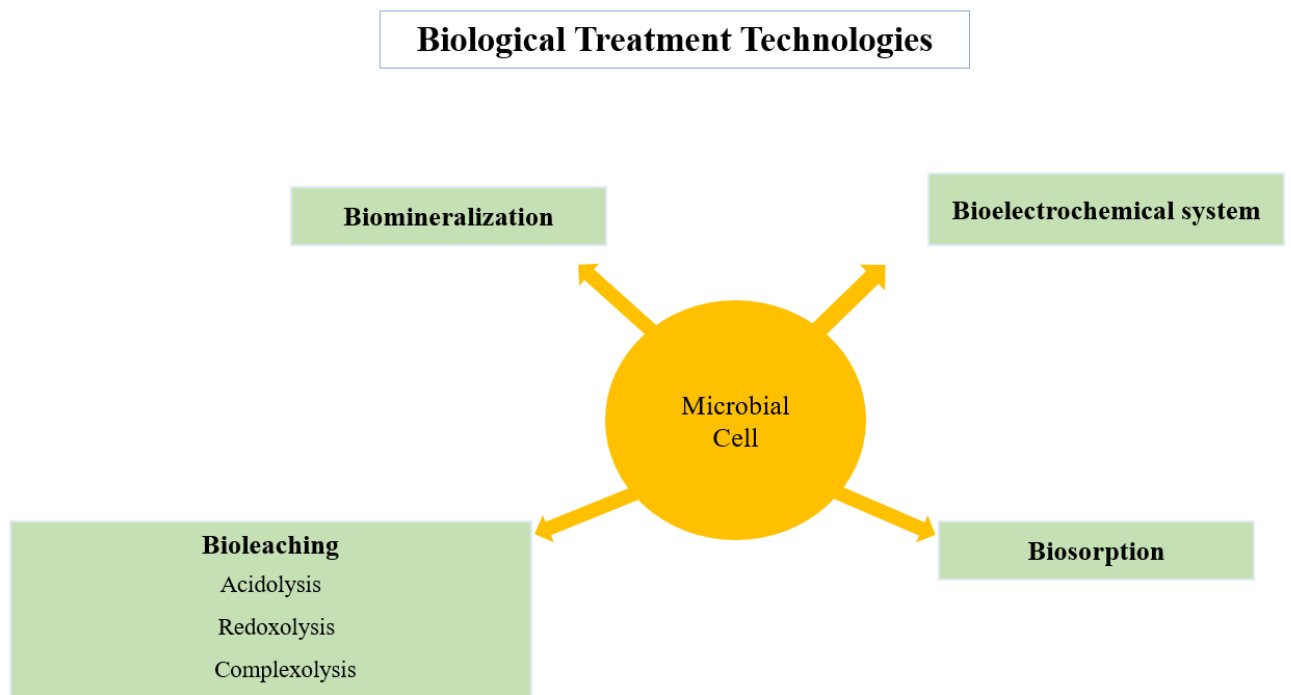 Biological Treatment Technologies
Biomineralization
Bioelectrochemical system
Microbial
Cell
Bioleaching
Acidolysis
Redoxolysis
Complexolysis
Biosorption